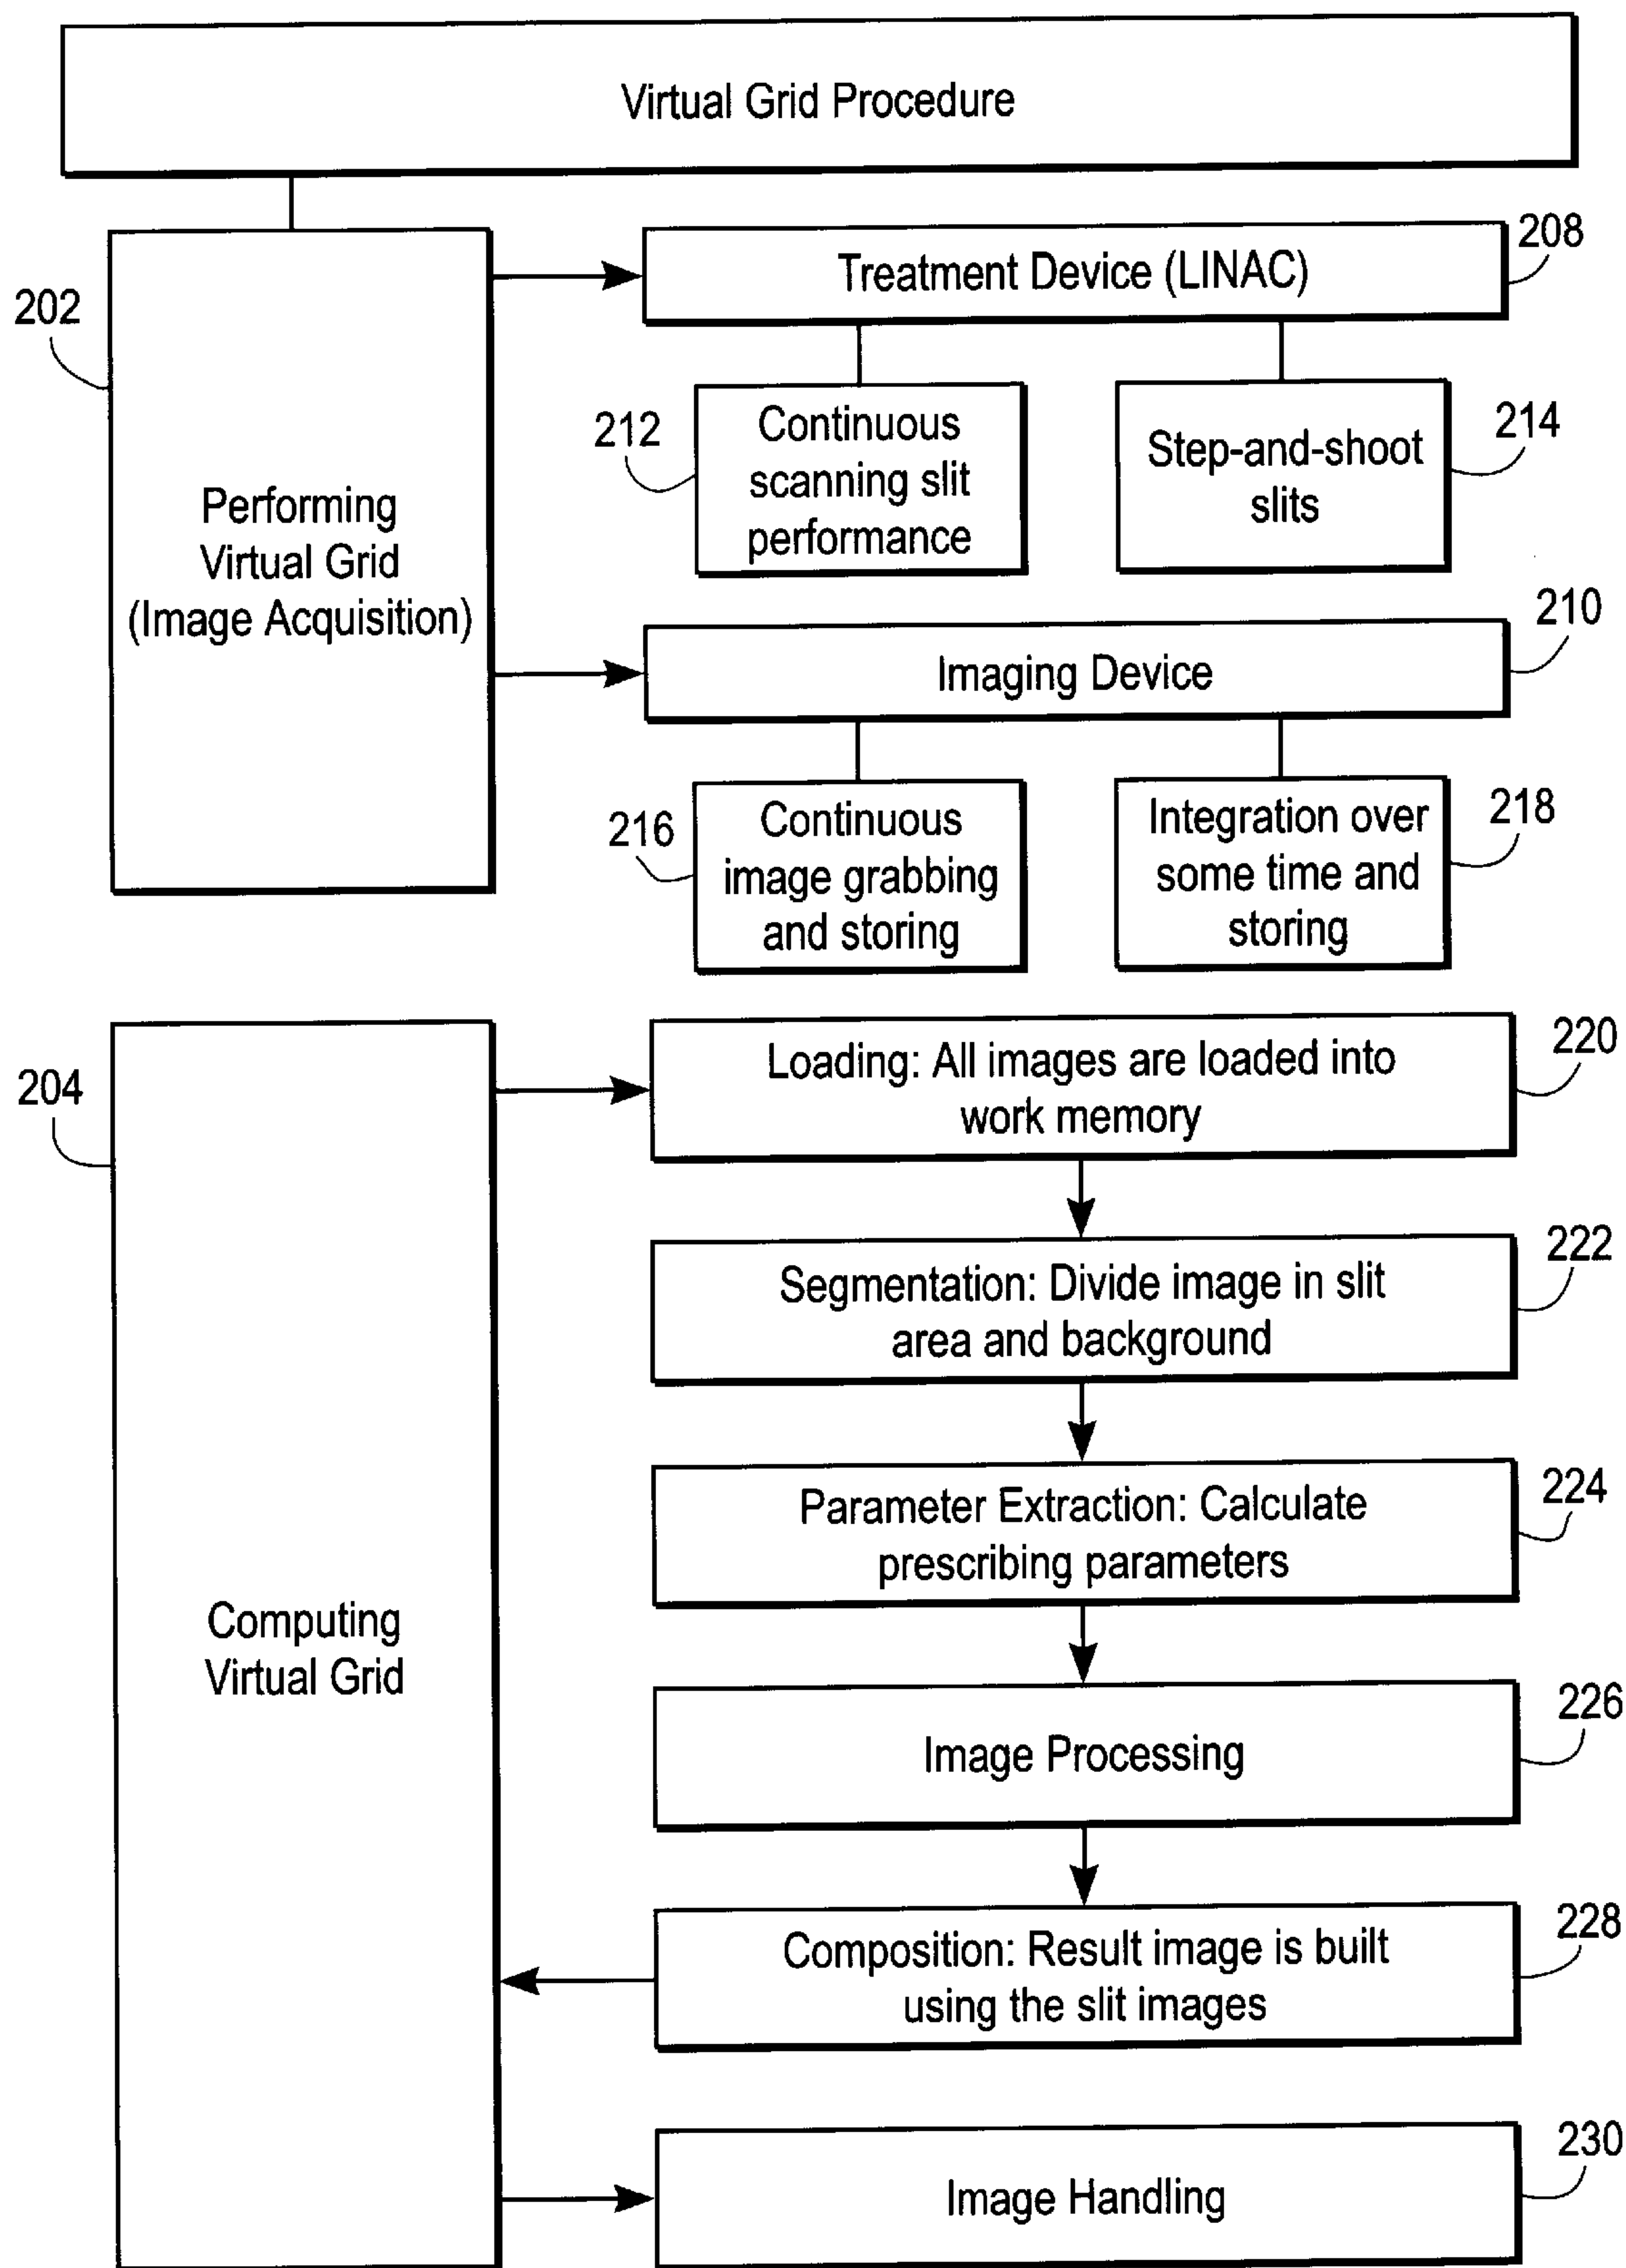 Virtual Grid Procedure
202
Performing
Virtual Grid
(Image Acquisition)
208
Treatment Device (LINAC)
212
Continuous
scanning slit
performance
214
Step-and-shoot
slits
210
Imaging Device
216
Continuous
image grabbing
and storing
218
Integration over
some time and
storing
204
Computing
Virtual Grid
220
Loading: All images are loaded into
work memory
222
Segmentation: Divide image in slit
area and background
224
Parameter Extraction: Calculate
prescribing parameters
226
Image Processing
228
Composition: Result image is built
using the slit images
230
Image Handling